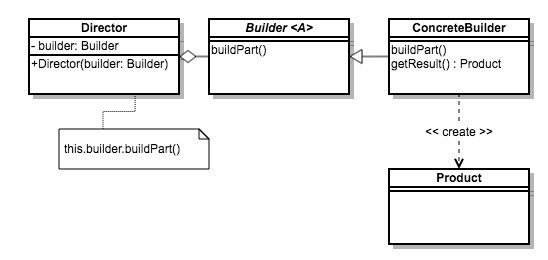 Director
- builder: Builder
+Director(builder: Builder)
Builder <A>
buildPart()
ConcreteBuilder
buildPart()
getResult() : Product
this.builder.buildPart()
<< create >>
Product